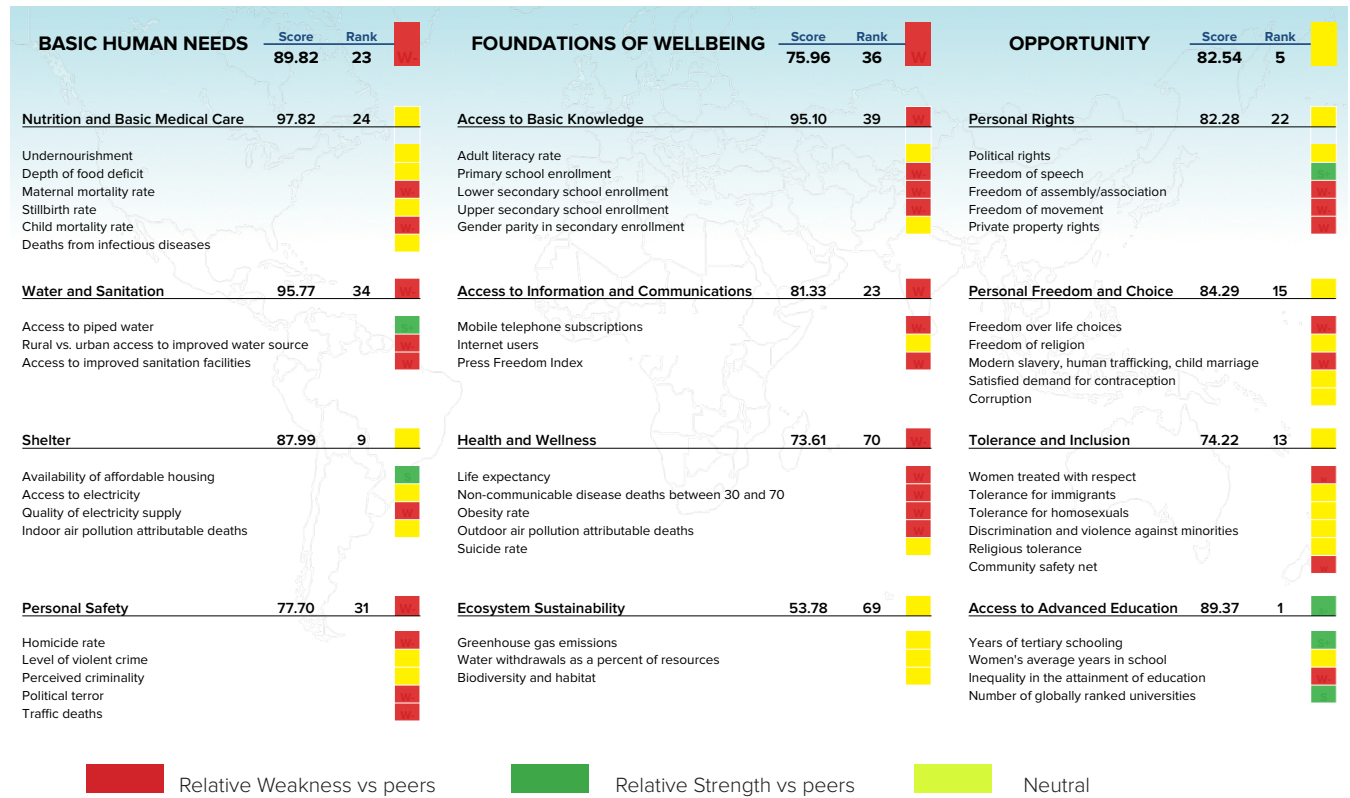 BASIC HUMAN NEEDS Score Rank
89.82 23 W-
Nutrition and Basic Medical Care 97.82 24
Undernourishment
Depth of food deficit
Maternal mortality rate W-
Stillbirth rate
Child mortality rate W-
Deaths from infectious diseases
Water and Sanitation 95.77 34 W-
Access to piped water S+
Rural vs. urban access to improved water source W-
Access to improved sanitation facilities W
Shelter 87.99 9
Availability of affordable housing S
Access to electricity
Quality of electricity supply W
Indoor air pollution attributable deaths
Personal Safety 77.70 31 W-
Homicide rate W-
Level of violent crime
Perceived criminality
Political terror W-
Traffic deaths W-
FOUNDATIONS OF WELLBEING Score Rank
75.96 36 W
Access to Basic Knowledge 95.10 39 W
Adult literacy rate
Primary school enrollment W-
Lower secondary school enrollment W-
Upper secondary school enrollment W-
Gender parity in secondary enrollment
Access to Information and Communications 81.33 23 W
Mobile telephone subscriptions W-
Internet users
Press Freedom Index W
Health and Wellness 73.61 70 W-
Life expectancy W
Non-communicable disease deaths between 30 and 70 W
Obesity rate W
Outdoor air pollution attributable deaths W
Suicide rate
Ecosystem Sustainability 53.78 69
Greenhouse gas emissions
Water withdrawals as a percent of resources
Biodiversity and habitat
OPPORTUNITY Score Rank
82.54 5
Personal Rights 82.28 22
Political rights
Freedom of speech S+
Freedom of assembly/association W-
Freedom of movement W-
Private property rights W
Personal Freedom and Choice 84.29 15
Freedom over life choices W-
Freedom of religion
Modern slavery, human trafficking, child marriage W-
Satisfied demand for contraception
Corruption
Tolerance and Inclusion 74.22 13
Women treated with respect
Tolerance for immigrants
Tolerance for homosexuals
Discrimination and violence against minorities
Religious tolerance
Community safety net
Access to Advanced Education 89.37 1
Years of tertiary schooling S+
Women's average years in school
Inequality in the attainment of education W-
Number of globally ranked universities S
Relative Weakness vs peers Relative Strength vs peers Neutral